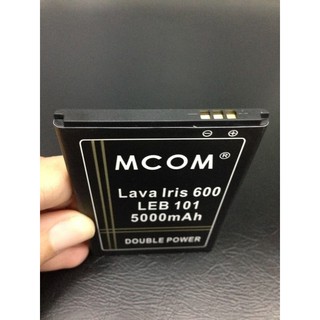 MCOM®
Lava Iris 600
LEB 101
5000mAh
DOUBLE POWER